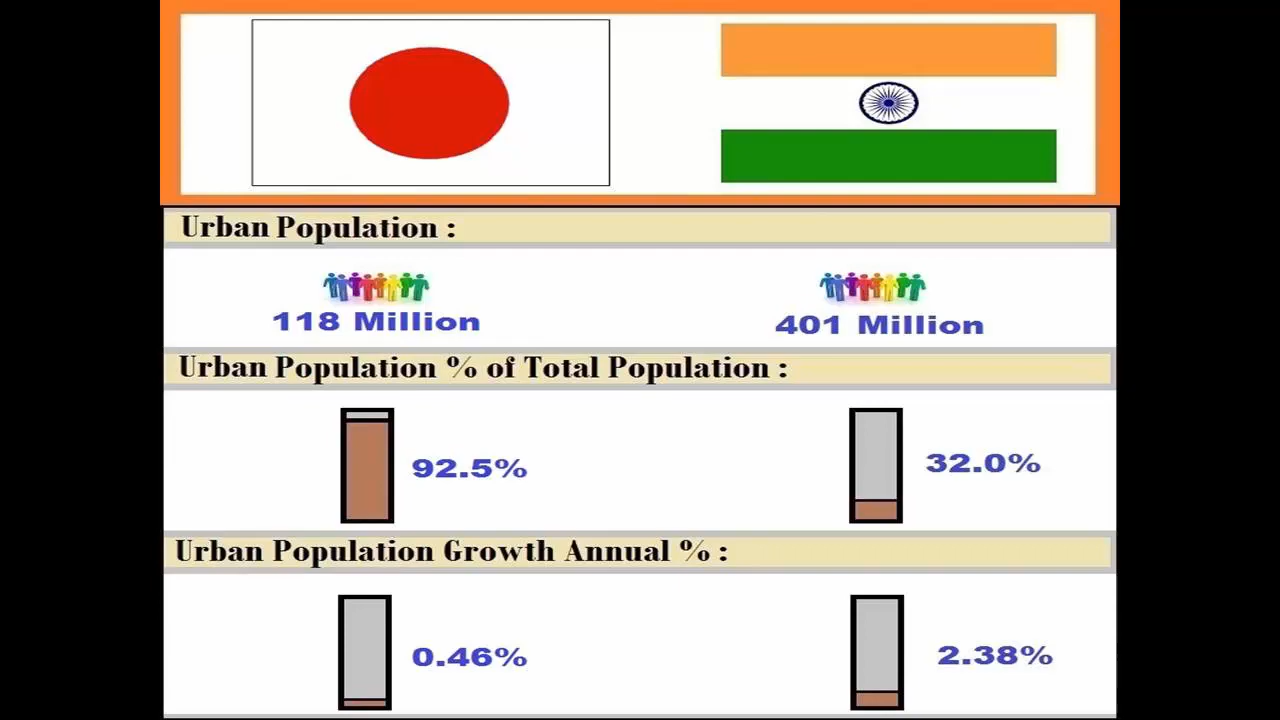 Urban Population :
118 Million
401 Million
Urban Population % of Total Population :
92.5%
32.0%
Urban Population Growth Annual % :
0.46%
2.38%